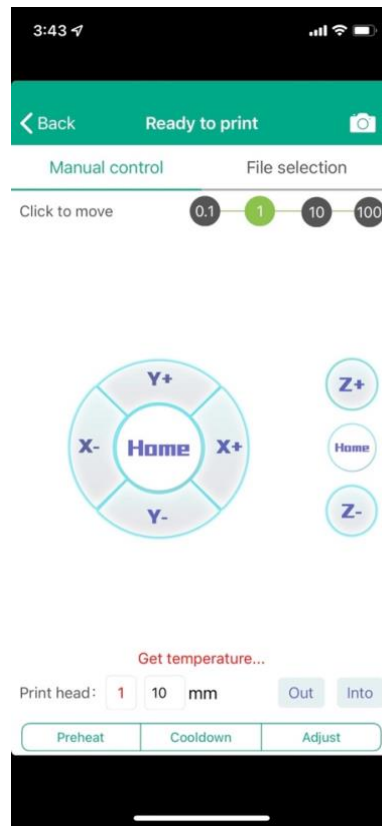 3:43
Back Ready to print
Manual control File selection
Click to move 0.1 1 10 100
Y+
X- Home X+
Y-
Z+
Home
Z-
Get temperature...
Print head: 1 10 mm Out Into
Preheat Cooldown Adjust